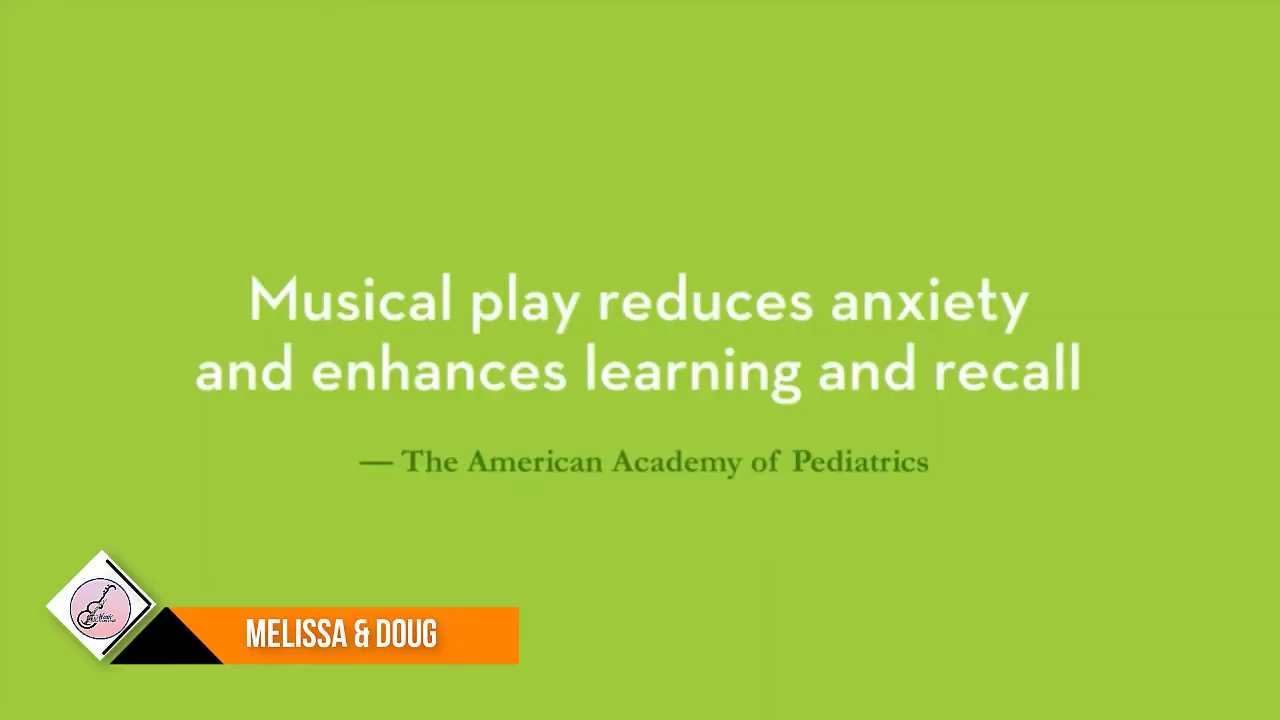 Musical play reduces anxiety
and enhances learning and recall
— The American Academy of Pediatrics
MELISSA & DOUG